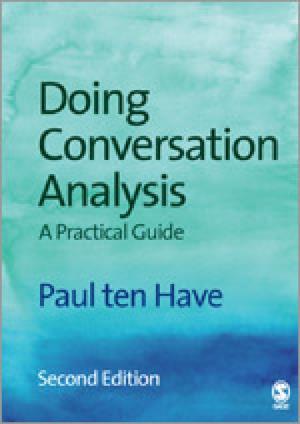 Doing
Conversation
Analysis
A Practical Guide
Paul ten Have
Second Edition
SAGE